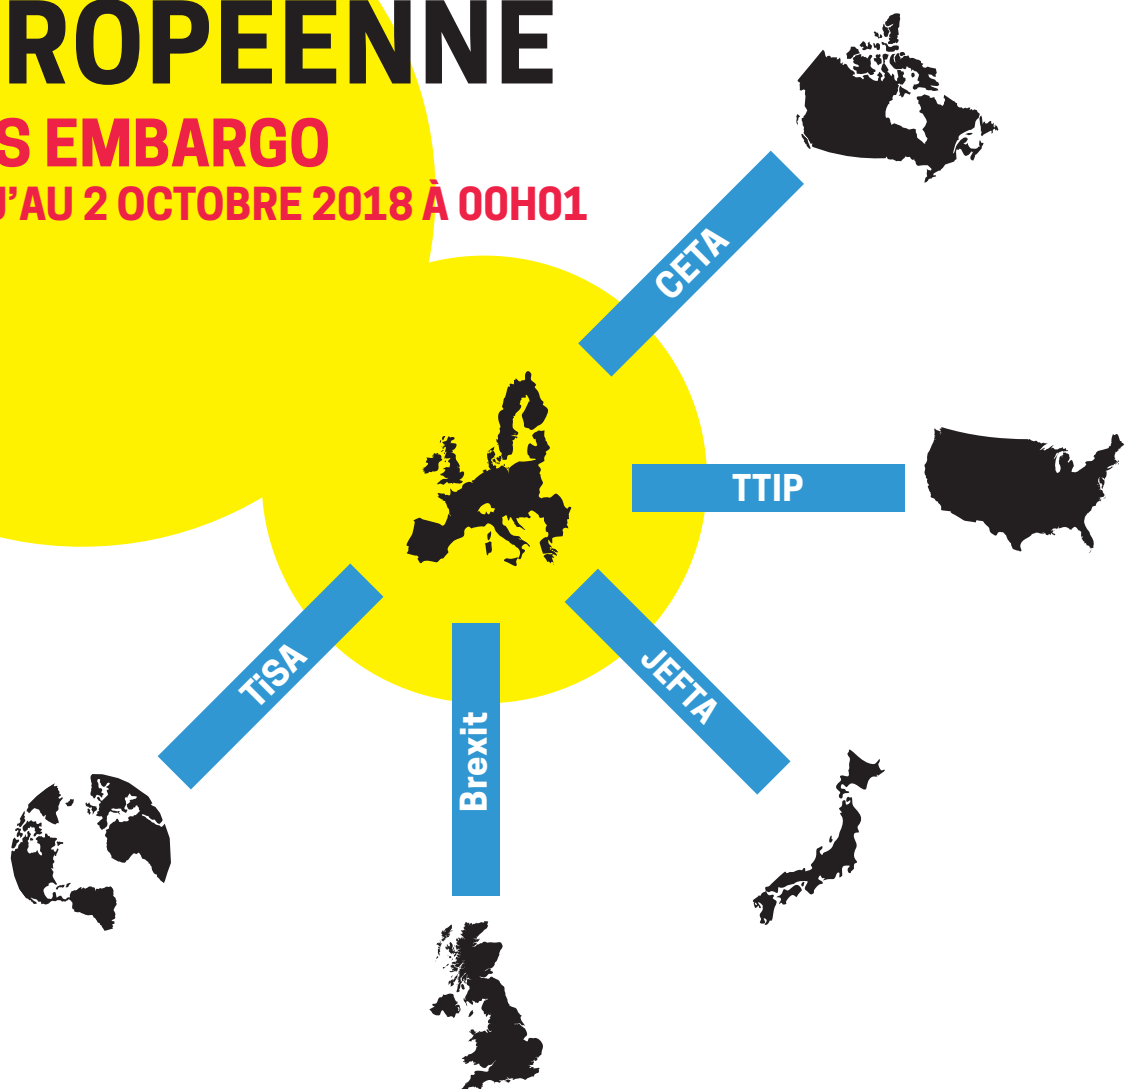 ROPEENNE
S EMBARGO
U'AU 2 OCTOBRE 2018 À 00H01
CETA
TTIP
JEFTA
Brexit
TiSA